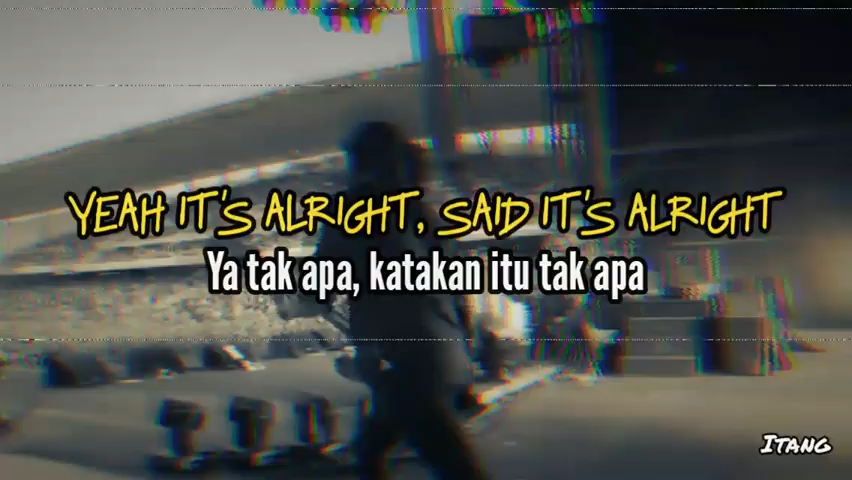 YEAH IT'S ALRIGHT, SAID IT'S ALRIGHT
Ya tak apa, katakan itu tak apa
ITANG